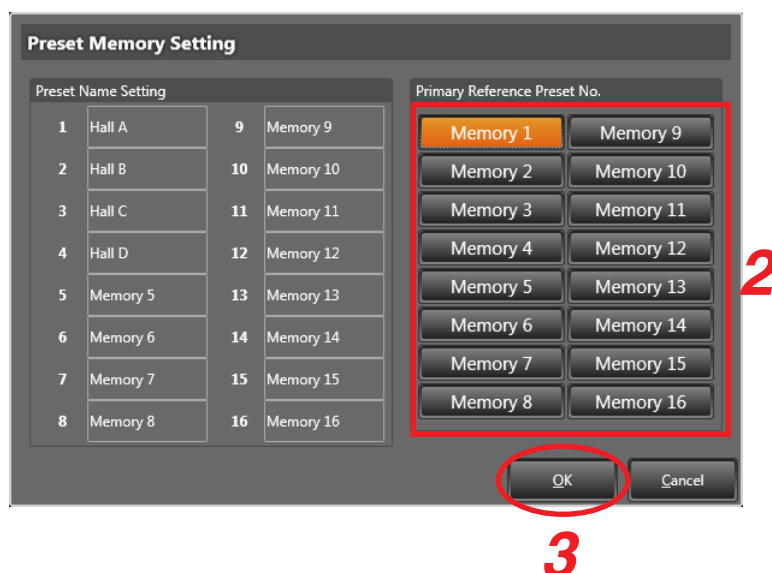 Preset Memory Setting
Preset Name Setting
1 Hall A 9 Memory 9
2 Hall B 10 Memory 10
3 Hall C 11 Memory 11
4 Hall D 12 Memory 12
5 Memory 5 13 Memory 13
6 Memory 6 14 Memory 14
7 Memory 7 15 Memory 15
8 Memory 8 16 Memory 16
Primary Reference Preset No.
Memory 1 Memory 9
Memory 2 Memory 10
Memory 3 Memory 11
Memory 4 Memory 12
Memory 5 Memory 13
Memory 6 Memory 14
Memory 7 Memory 15
Memory 8 Memory 16
2
OK Cancel
3